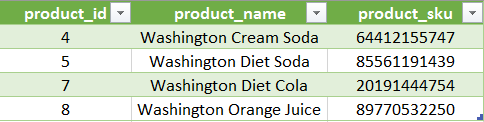 product_id product_name product_sku
4 Washington Cream Soda 64412155747
5 Washington Diet Soda 85561191439
7 Washington Diet Cola 20191444754
8 Washington Orange Juice 89770532250